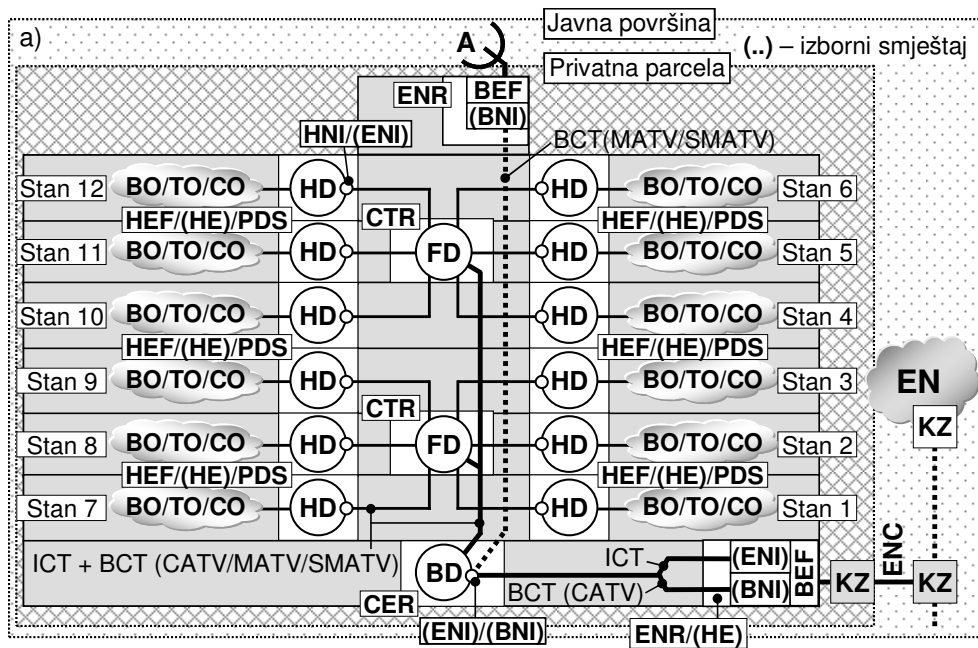 a)
Javna površina
A
(..) – izborni smještaj
Privatna parcela
ENR
BEF
(BNI)
HNI/(ENI)
BCT(MATV/SMATV)
Stan 12 BO/TO/CO HD HD BO/TO/CO Stan 6
HEF/(HE)/PDS CTR HEF/(HE)/PDS
Stan 11 BO/TO/CO HD FD HD BO/TO/CO Stan 5
Stan 10 BO/TO/CO HD HD BO/TO/CO Stan 4
HEF/(HE)/PDS HEF/(HE)/PDS
Stan 9 BO/TO/CO HD HD BO/TO/CO Stan 3
EN
CTR
KZ
Stan 8 BO/TO/CO HD FD HD BO/TO/CO Stan 2
HEF/(HE)/PDS HEF/(HE)/PDS
Stan 7 BO/TO/CO HD HD BO/TO/CO Stan 1
ICT + BCT (CATV/MATV/SMATV)
BD
ICT
(ENI)
BEF
ENC
BCT (CATV)
(BNI)
KZ
KZ
CER
(ENI)/(BNI)
ENR/(HE)